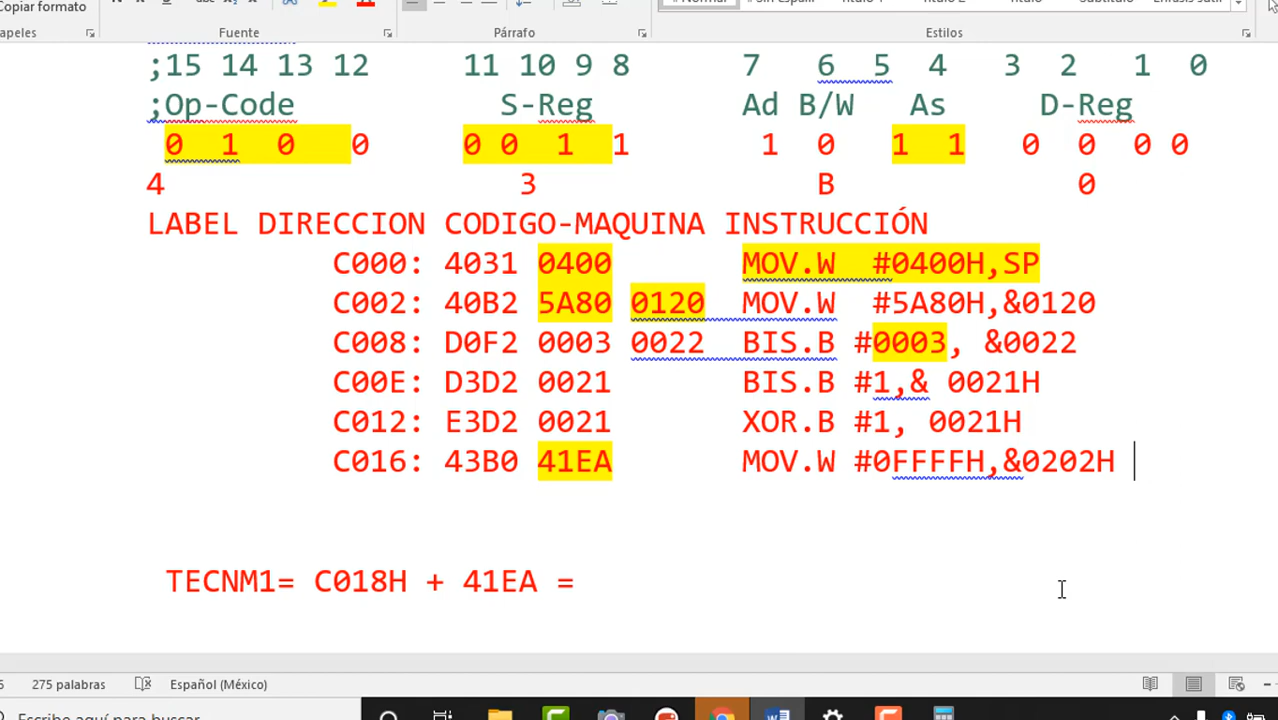 Copiar formato
apeles
Fuente
Párrafo
Estilos
;15 14 13 12 11 10 9 8 7 6 5 4 3 2 1 0
;Op-Code S-Reg Ad B/W As D-Reg
0 1 0 0 0 0 1 1 1 0 1 1 0 0 0 0
4 3 B 0
LABEL DIRECCION CODIGO-MAQUINA INSTRUCCIÓN
C000: 4031 0400 MOV.W #0400H,SP
C002: 40B2 5A80 0120 MOV.W #5A80H,&0120
C008: D0F2 0003 0022 BIS.B #0003, &0022
C00E: D3D2 0021 BIS.B #1,& 0021H
C012: E3D2 0021 XOR.B #1, 0021H
C016: 43B0 41EA MOV.W #0FFFFH,&0202H
TECNM1= C018H + 41EA =
275 palabras Español (México)
Escribe aquí para buscar